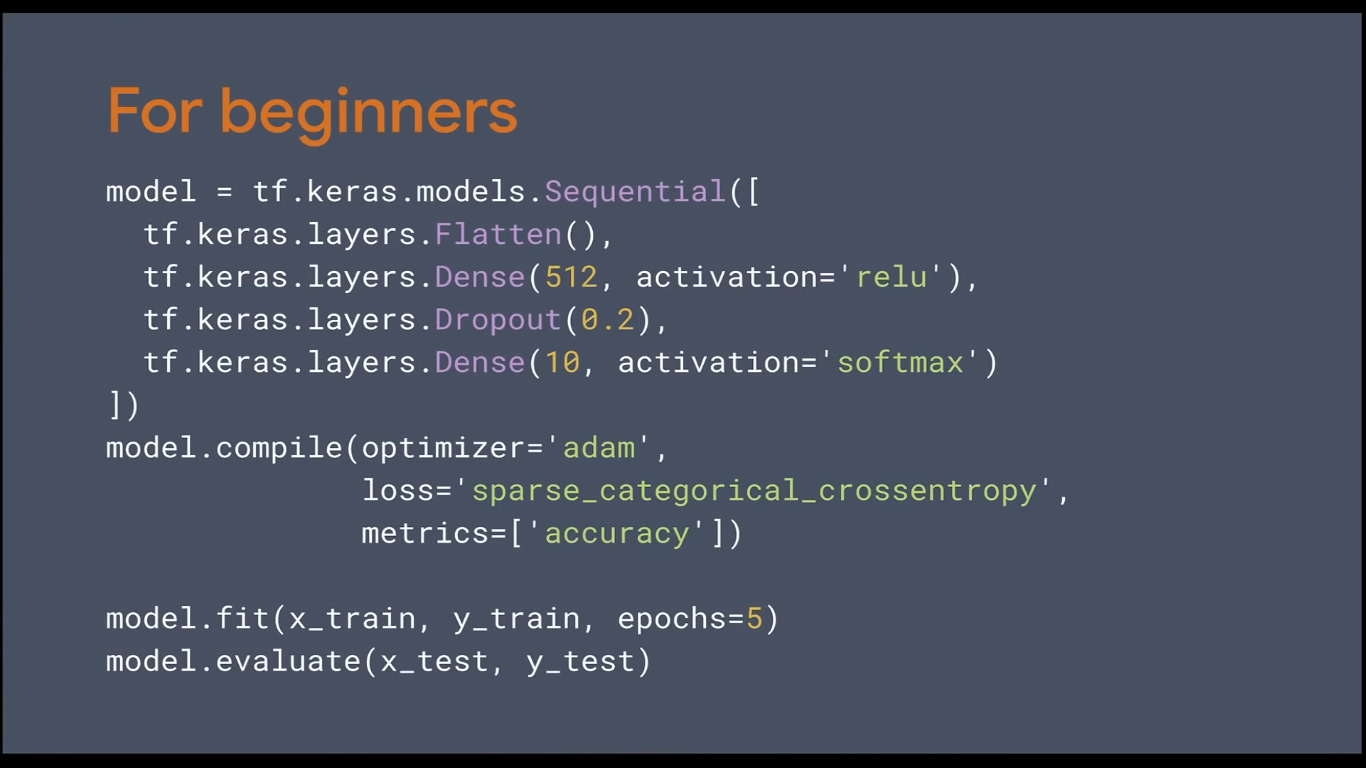 For beginners
model = tf.keras.models.Sequential([
  tf.keras.layers.Flatten(),
  tf.keras.layers.Dense(512, activation='relu'),
  tf.keras.layers.Dropout(0.2),
  tf.keras.layers.Dense(10, activation='softmax')
])
model.compile(optimizer='adam',
              loss='sparse_categorical_crossentropy',
              metrics=['accuracy'])
model.fit(x_train, y_train, epochs=5)
model.evaluate(x_test, y_test)